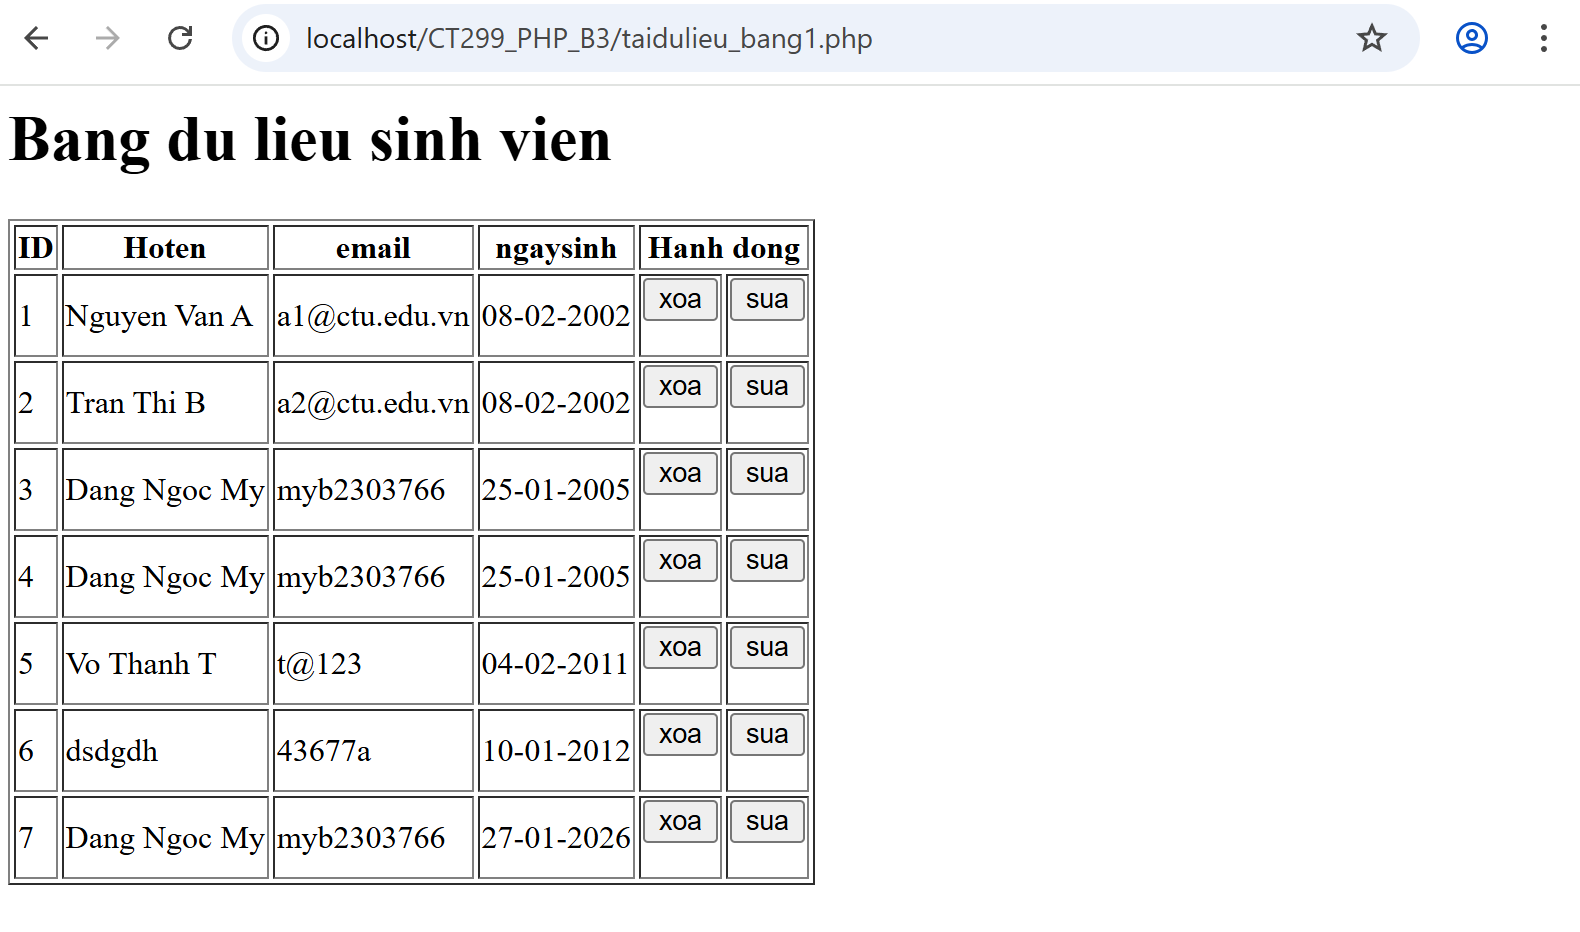 localhost/CT299_PHP_B3/taidulieu_bang1.php
Bang du lieu sinh vien
ID Hoten email ngaysinh Hanh dong
1 Nguyen Van A a1@ctu.edu.vn 08-02-2002 xoa sua
2 Tran Thi B a2@ctu.edu.vn 08-02-2002 xoa sua
3 Dang Ngoc My myb2303766 25-01-2005 xoa sua
4 Dang Ngoc My myb2303766 25-01-2005 xoa sua
5 Vo Thanh T t@123 04-02-2011 xoa sua
6 dsdgdh 43677a 10-01-2012 xoa sua
7 Dang Ngoc My myb2303766 27-01-2026 xoa sua